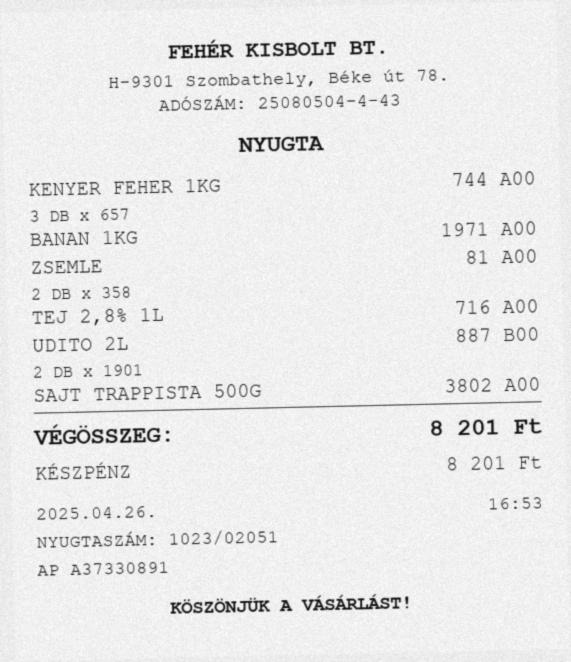 FEHÉR KISBOLT BT.
H-9301 Szombathely, Béke út 78.
ADÓSZÁM: 25080504-4-43
NYUGTA
KENYER FEHER 1KG 744 A00
3 DB x 657
BANAN 1KG 1971 A00
ZSEMLE 81 A00
2 DB x 358
TEJ 2,8% 1L 716 A00
UDITO 2L 887 B00
2 DB x 1901
SAJT TRAPPISTA 500G 3802 A00
VÉGÖSSZEG: 8 201 Ft
KÉSZPÉNZ 8 201 Ft
2025.04.26. 16:53
NYUGTASZÁM: 1023/02051
AP A37330891
KÖSZÖNJÜK A VÁSÁRLÁST!